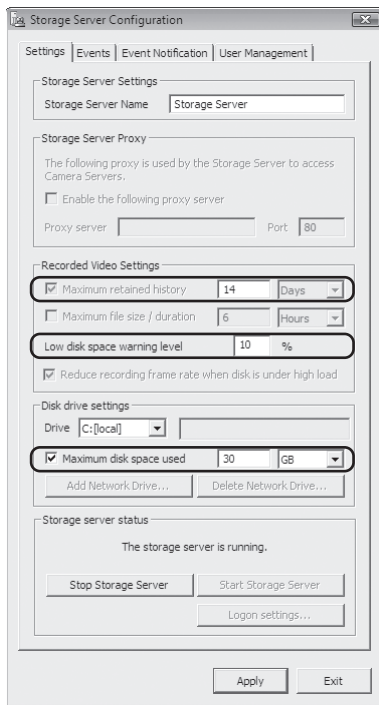 Storage Server Configuration
Settings Events Event Notification User Management
Storage Server Settings
Storage Server Name Storage Server
Storage Server Proxy
The following proxy is used by the Storage Server to access
Camera Servers.
Enable the following proxy server
Proxy server Port 80
Recorded Video Settings
Maximum retained history 14 Days
Maximum file size / duration 6 Hours
Low disk space warning level 10 %
Reduce recording frame rate when disk is under high load
Disk drive settings
Drive C:[local]
Maximum disk space used 30 GB
Add Network Drive... Delete Network Drive...
Storage server status
The storage server is running.
Stop Storage Server Start Storage Server
Logon settings...
Apply Exit